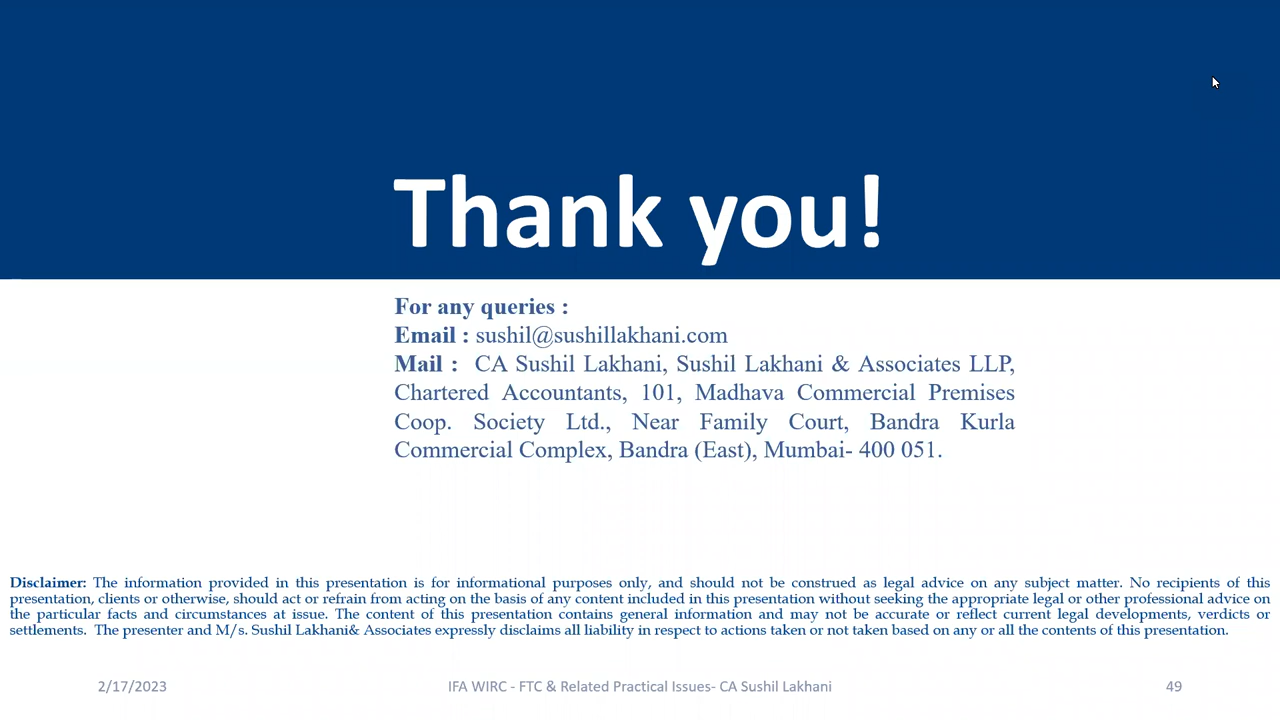 Thank you!
For any queries :
Email : sushil@sushillakhani.com
Mail : CA Sushil Lakhani, Sushil Lakhani & Associates LLP,
Chartered Accountants, 101, Madhava Commercial Premises
Coop. Society Ltd., Near Family Court, Bandra Kurla
Commercial Complex, Bandra (East), Mumbai- 400 051.
Disclaimer: The information provided in this presentation is for informational purposes only, and should not be construed as legal advice on any subject matter. No recipients of this
presentation, clients or otherwise, should act or refrain from acting on the basis of any content included in this presentation without seeking the appropriate legal or other professional advice on
the particular facts and circumstances at issue. The content of this presentation contains general information and may not be accurate or reflect current legal developments, verdicts or
settlements. The presenter and M/s. Sushil Lakhani& Associates expressly disclaims all liability in respect to actions taken or not taken based on any or all the contents of this presentation.
2/17/2023 IFA WIRC - FTC & Related Practical Issues- CA Sushil Lakhani 49